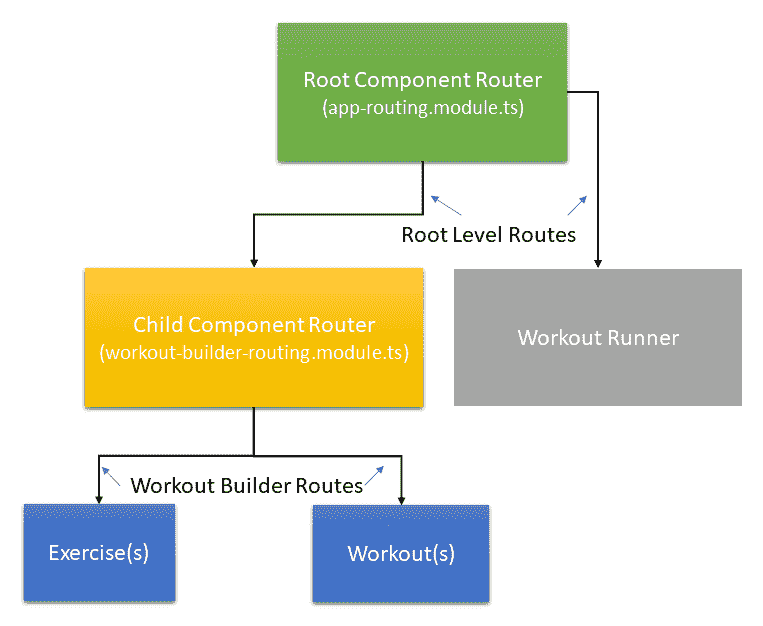 Root Component Router
(app-routing.module.ts)
Root Level Routes
Child Component Router
(workout-builder-routing.module.ts)
Workout Runner
Workout Builder Routes
Exercise(s)
Workout(s)